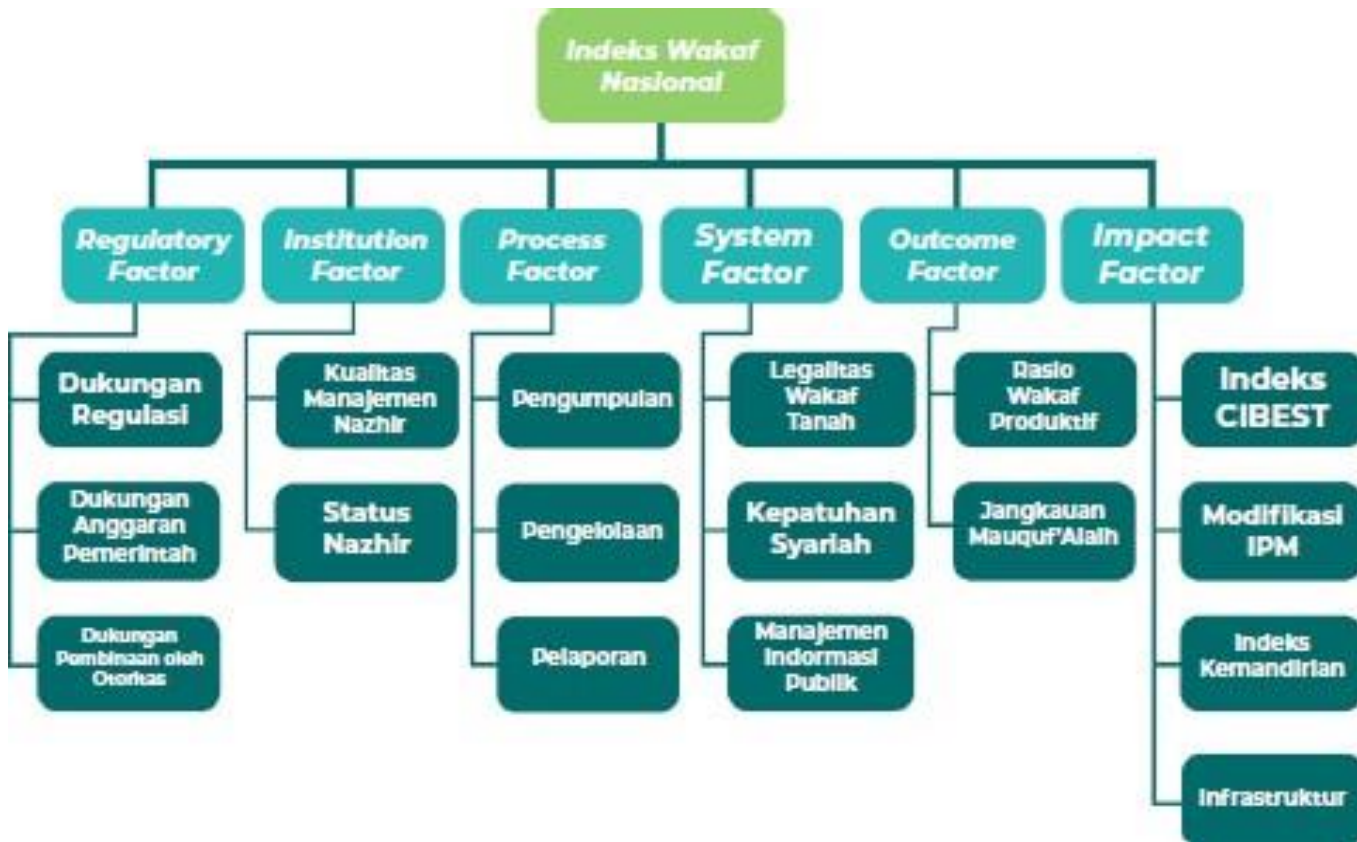 Indeks Wakaf
Nasional
Regulatory
Factor
Institution
Factor
Process
Factor
System
Factor
Outcome
Factor
Impact
Factor
Dukungan
Regulasi
Dukungan
Anggaran
Pemerintah
Dukungan
Pembinaan oleh
Otoritas
Kualitas
Manajemen
Nazhir
Status
Nazhir
Pengumpulan
Pengelolaan
Pelaporan
Legalitas
Wakaf
Tanah
Kepatuhan
Syariah
Manajemen
Indormasi
Publik
Rasio
Wakaf
Produktif
Jangkauan
Mauquf'Alaih
Indeks
CIBEST
Modifikasi
IPM
Indeks
Kemandirian
Infrastruktur